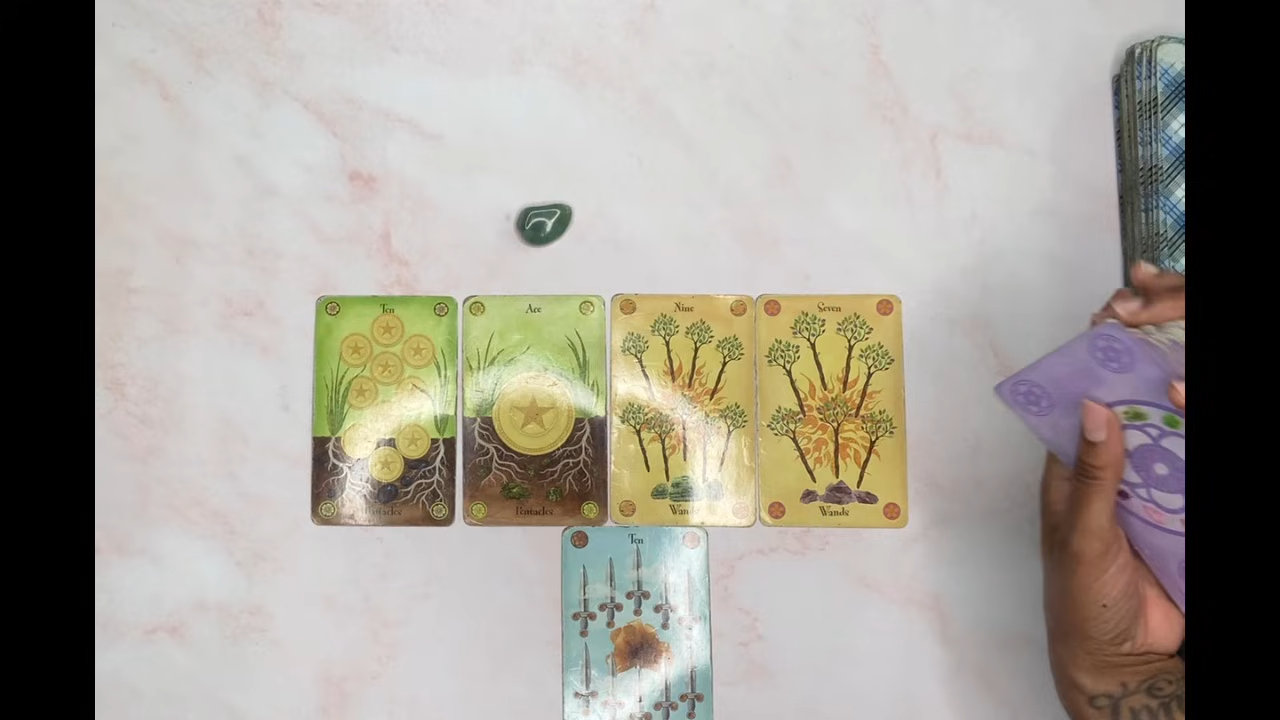 Ten
Ace
Nine
Seven
Pentacles
Pentacles
Wands
Wands
Ten